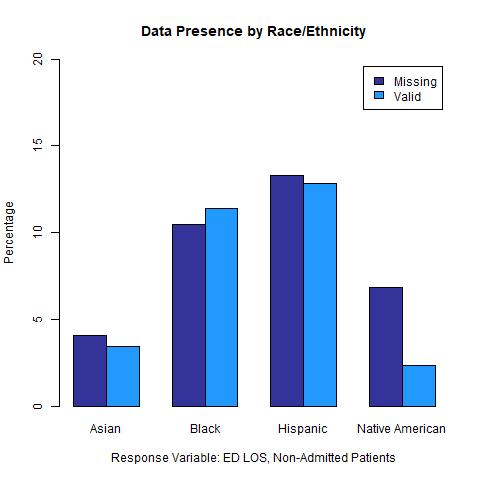 Data Presence by Race/Ethnicity
20
15
10
5
0
Percentage
Missing
Valid
Asian
Black
Hispanic
Native American
Response Variable: ED LOS, Non-Admitted Patients